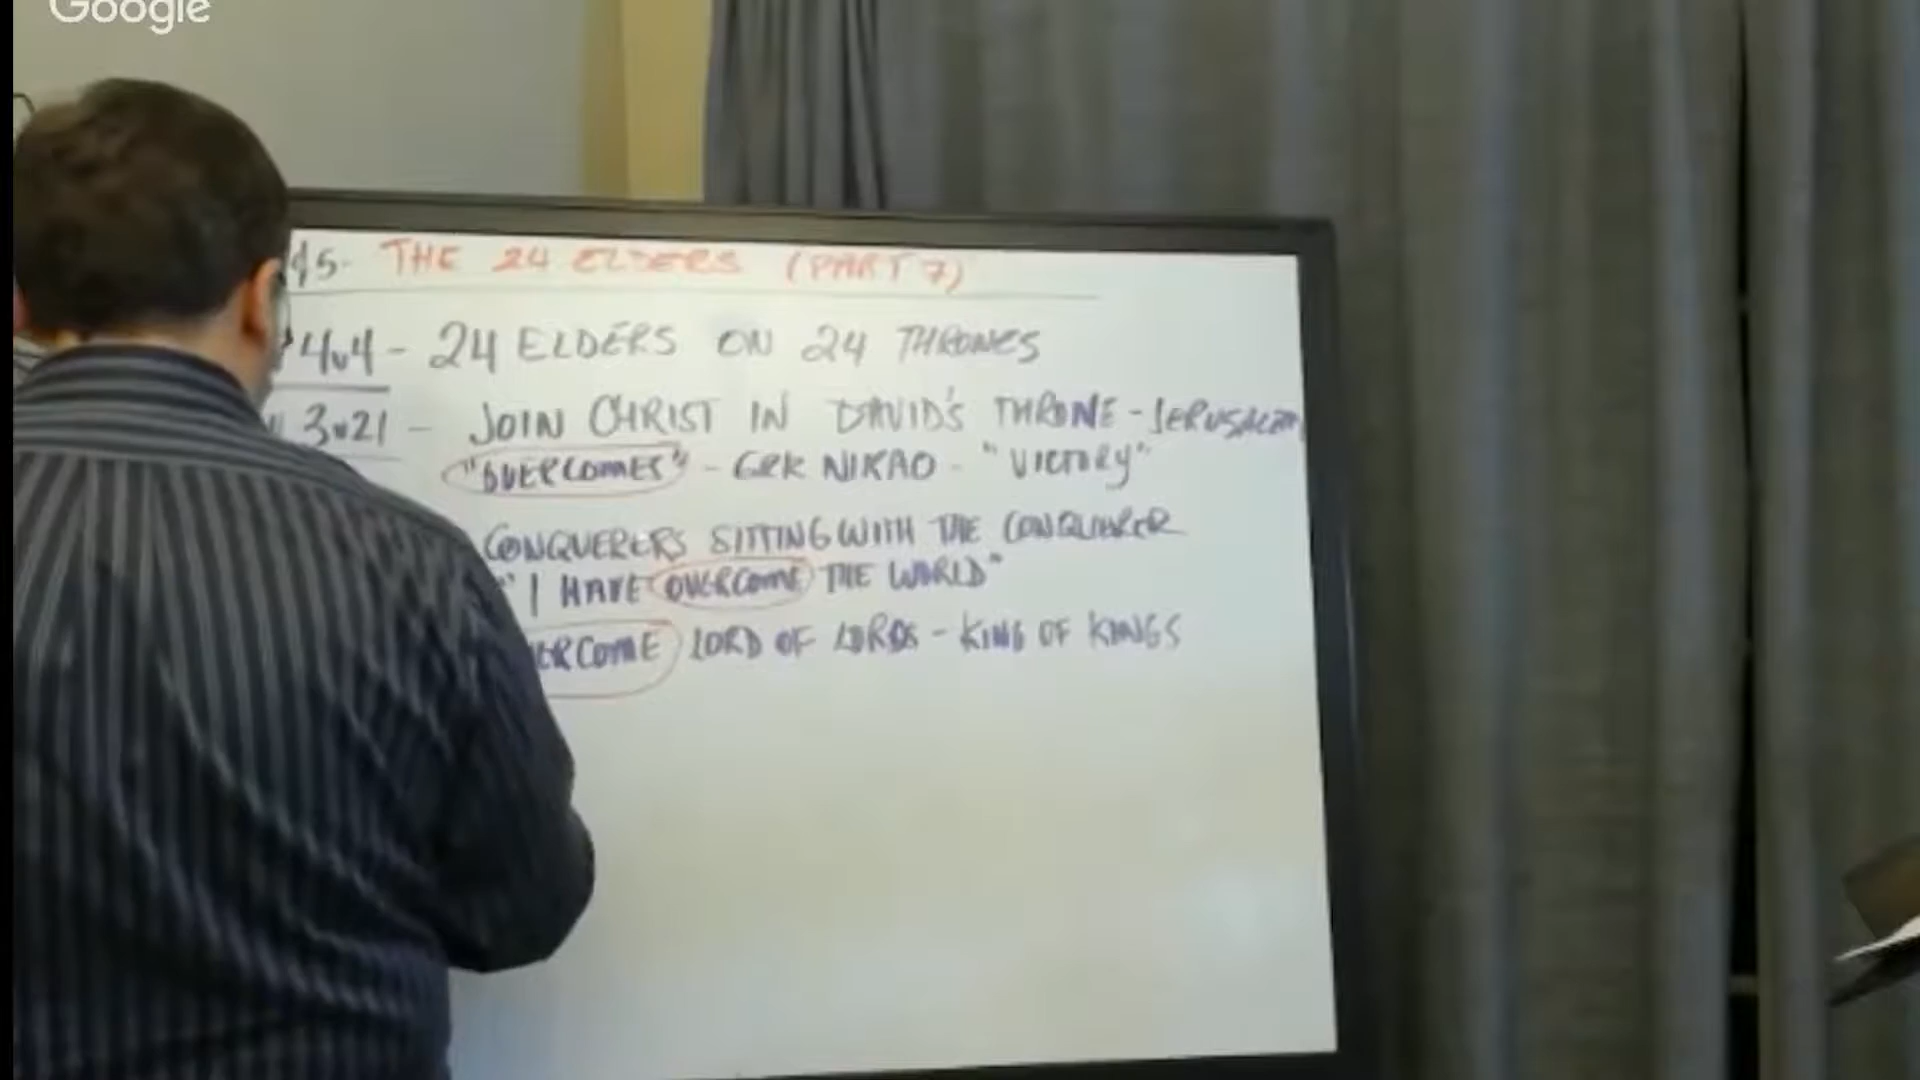 Google
45- THE 24 ELDERS (PART 7)
4v4 - 24 ELDERS ON 24 THRONES
3v21 - JOIN CHRIST IN DAVID'S THRONE - JERUSALEM
"OVERCOMES" - GRK NIKAO - "VICTORY"
CONQUERERS SITTING WITH THE CONQUERER
"I HAVE OVERCOME THE WORLD"
ERCOME LORD OF LORDS - KING OF KINGS